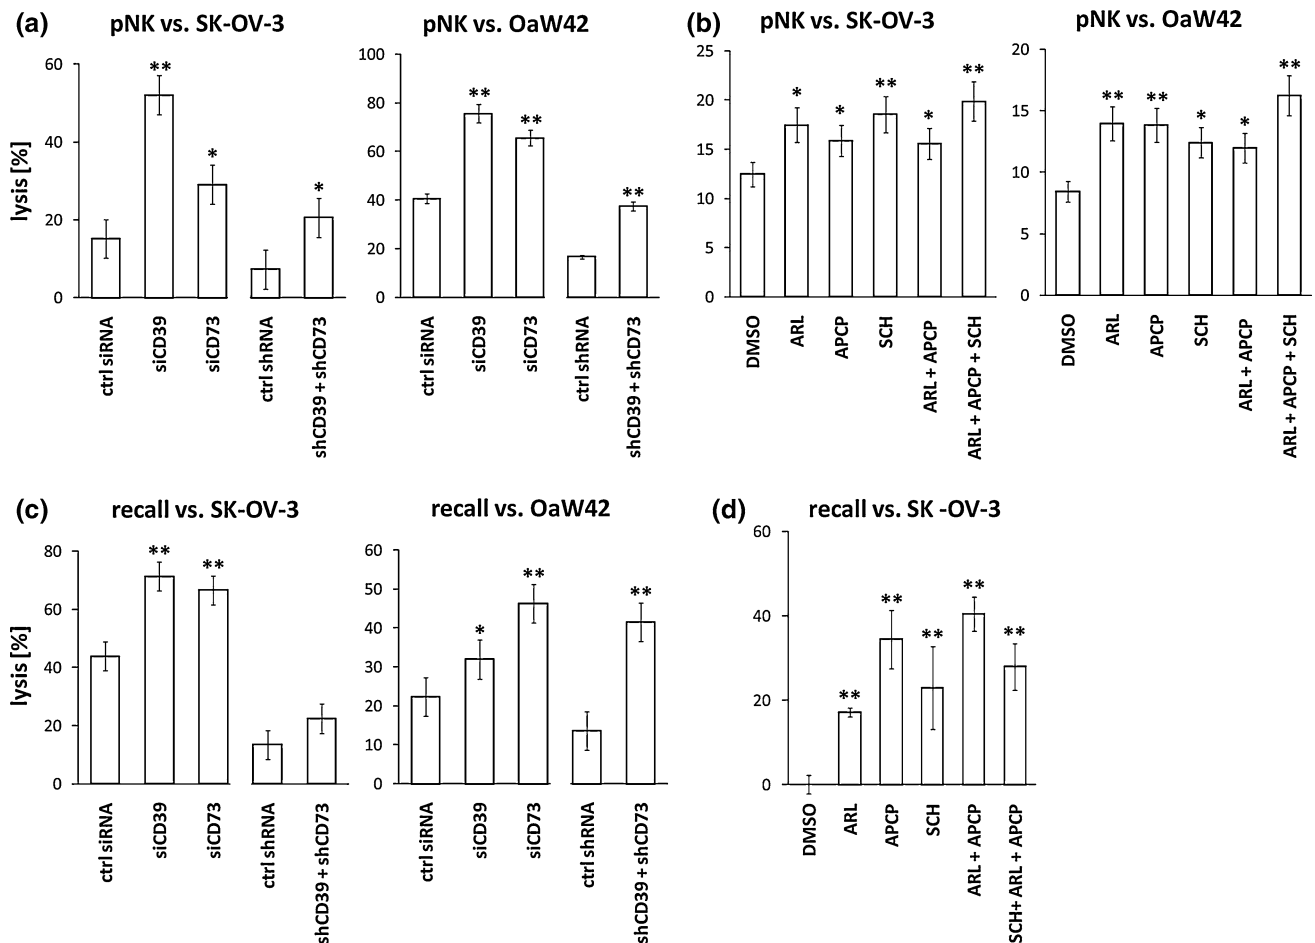 (a)
pNK vs. SK-OV-3
lysis [%]
60
40
20
0
**
*
*
ctrl siRNA
siCD39
siCD73
ctrl shRNA
shCD39 + shCD73
pNK vs. OaW42
100
80
60
40
20
0
**
**
**
ctrl siRNA
siCD39
siCD73
ctrl shRNA
shCD39 + shCD73
(b)
pNK vs. SK-OV-3
25
20
15
10
5
0
*
*
**
*
**
DMSO
ARL
APCP
SCH
ARL + APCP
ARL + APCP + SCH
pNK vs. OaW42
20
15
10
5
0
**
**
*
*
**
DMSO
ARL
APCP
SCH
ARL + APCP
ARL + APCP + SCH
(c)
recall vs. SK-OV-3
lysis [%]
80
60
40
20
0
**
**
ctrl siRNA
siCD39
siCD73
ctrl shRNA
shCD39 + shCD73
recall vs. OaW42
60
50
40
30
20
10
0
*
**
**
ctrl siRNA
siCD39
siCD73
ctrl shRNA
shCD39 + shCD73
(d)
recall vs. SK -OV-3
60
40
20
0
**
**
**
**
**
DMSO
ARL
APCP
SCH
ARL + APCP
SCH+ ARL + APCP